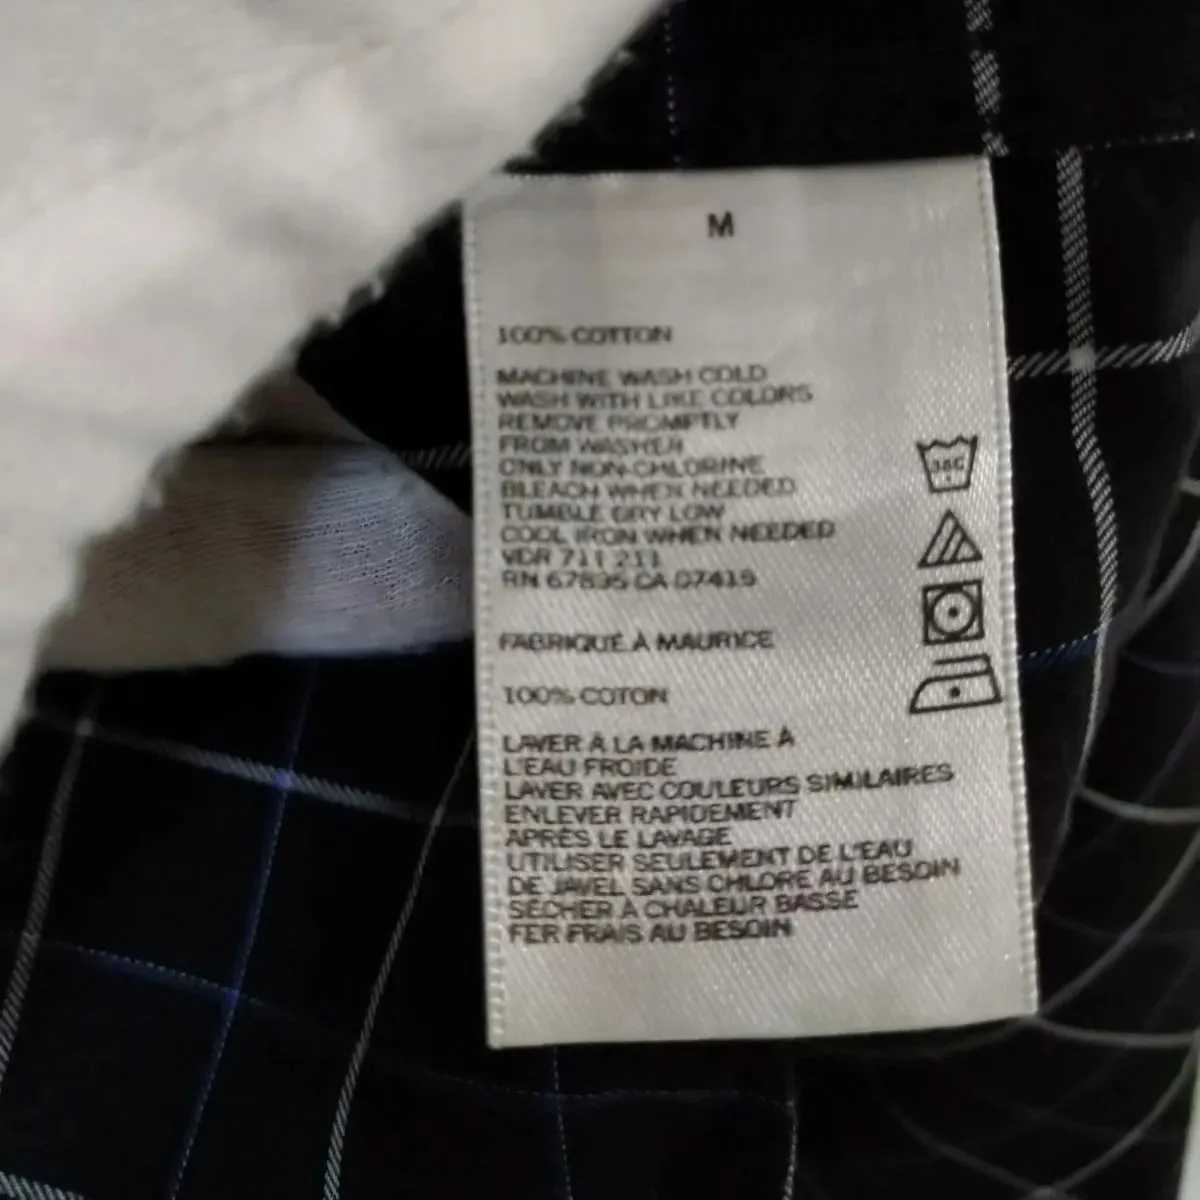 M
100% COTTON
MACHINE WASH COLD
WASH WITH LIKE COLORS
REMOVE PROMPTLY
FROM WASHER
ONLY NON-CHLORINE
BLEACH WHEN NEEDED
TUMBLE DRY LOW
COOL IRON WHEN NEEDED
VDR 711 211
RN 67895 CA 07419
FABRIQUÉ À MAURICE
100% COTON
LAVER À LA MACHINE À
L'EAU FROIDE
LAVER AVEC COULEURS SIMILAIRES
ENLEVER RAPIDEMENT
APRÈS LE LAVAGE
UTILISER SEULEMENT DE L'EAU
DE JAVEL SANS CHLORE AU BESOIN
SÉCHER À CHALEUR BASSE
FER FRAIS AU BESOIN